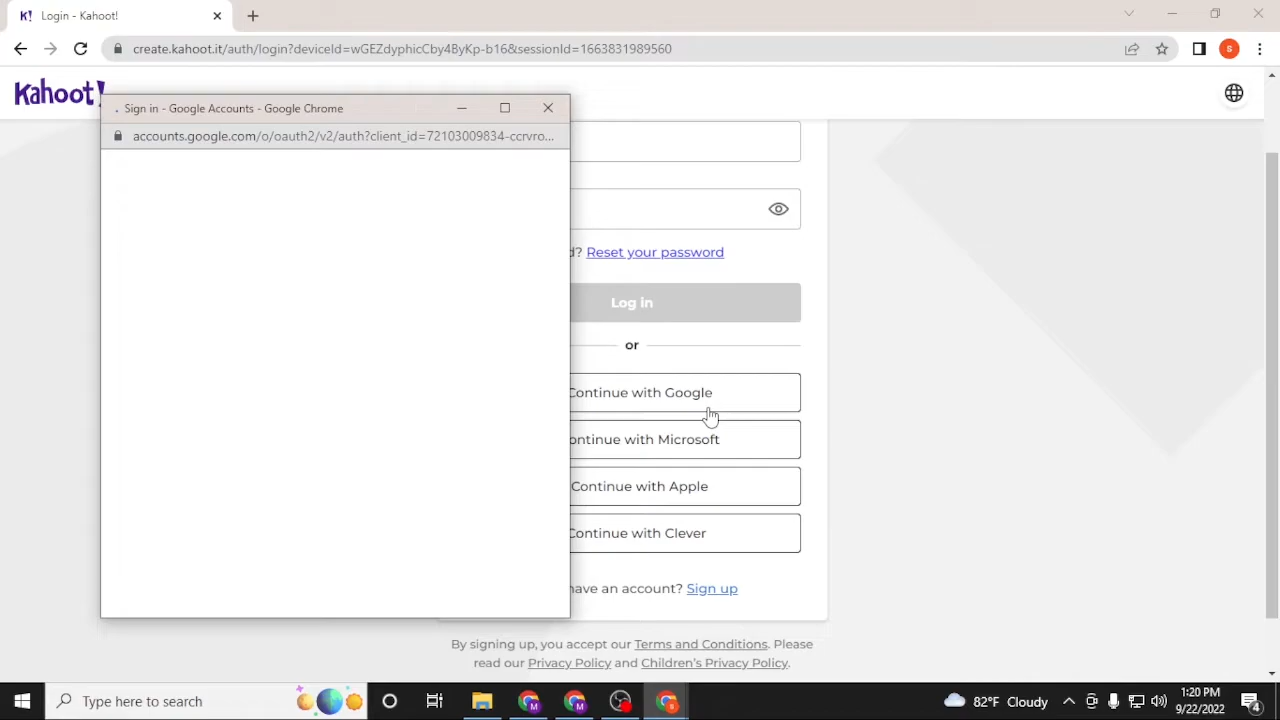 Login - Kahoot!
create.kahoot.it/auth/login?deviceId=wGEZdyphicCby4ByKp-b16&sessionId=1663831989560
S
Kahoot!
Sign in - Google Accounts - Google Chrome
accounts.google.com/o/oauth2/v2/auth?client_id=72103009834-ccrvro...
d? Reset your password
Log in
or
Continue with Google
ontinue with Microsoft
Continue with Apple
Continue with Clever
have an account? Sign up
By signing up, you accept our Terms and Conditions. Please
read our Privacy Policy and Children's Privacy Policy.
Type here to search
M
M
S
82°F Cloudy
1:20 PM
9/22/2022
4